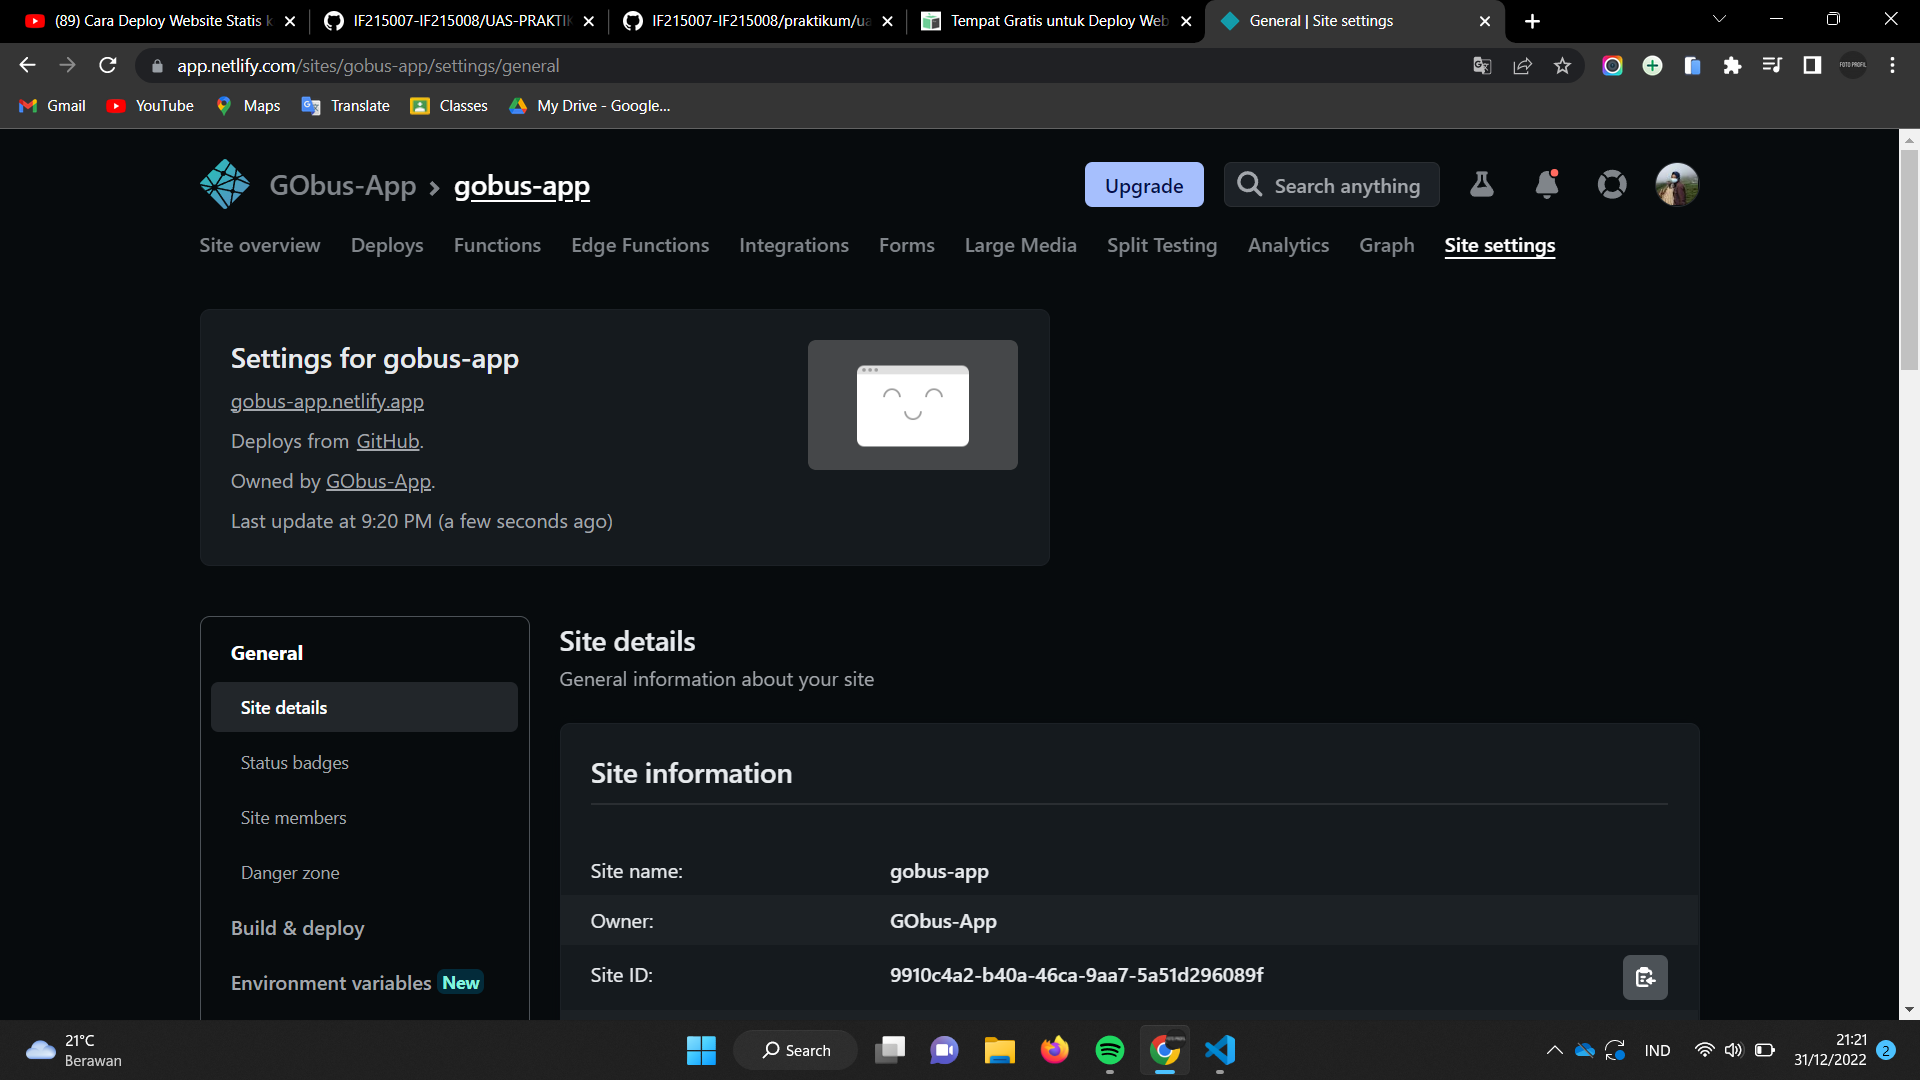 (89) Cara Deploy Website Statis k
IF215007-IF215008/UAS-PRAKTIK
IF215007-IF215008/praktikum/ua
Tempat Gratis untuk Deploy Web
General | Site settings
app.netlify.com/sites/gobus-app/settings/general
Gmail
YouTube
Maps
Translate
Classes
My Drive - Google...
GObus-App > gobus-app
Upgrade
Search anything
Site overview
Deploys
Functions
Edge Functions
Integrations
Forms
Large Media
Split Testing
Analytics
Graph
Site settings
Settings for gobus-app
gobus-app.netlify.app
Deploys from GitHub.
Owned by GObus-App.
Last update at 9:20 PM (a few seconds ago)
General
Site details
Status badges
Site members
Danger zone
Build & deploy
Environment variables New
Site details
General information about your site
Site information
Site name: gobus-app
Owner: GObus-App
Site ID: 9910c4a2-b40a-46ca-9aa7-5a51d296089f
21°C
Berawan
Search
IND
21:21
31/12/2022
2